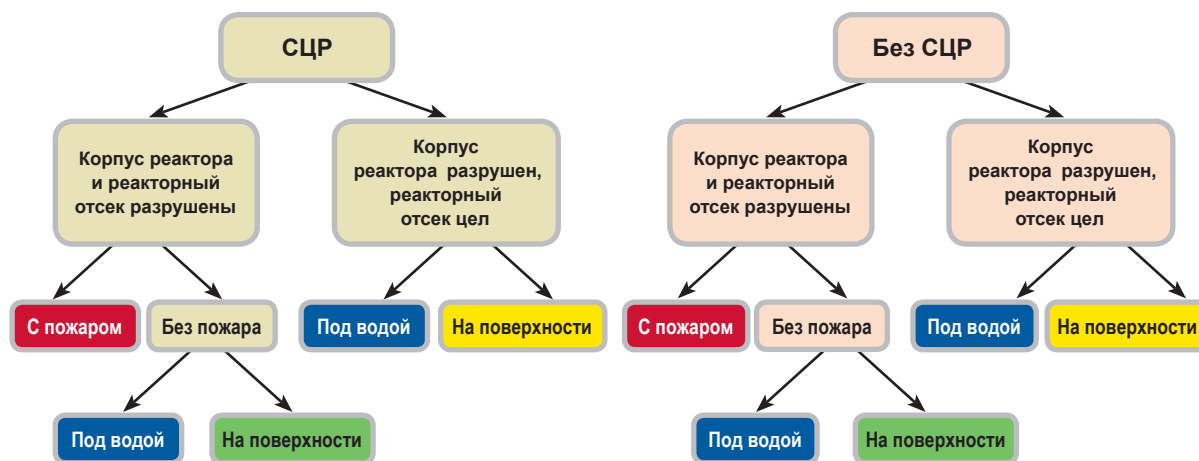 СЦР
Корпус реактора
и реакторный
отсек разрушены
Корпус
реактора разрушен,
реакторный
отсек цел
С пожаром
Без пожара
Под водой
На поверхности
Под водой
На поверхности
Без СЦР
Корпус реактора
и реакторный
отсек разрушены
Корпус
реактора разрушен,
реакторный
отсек цел
С пожаром
Без пожара
Под водой
На поверхности
Под водой
На поверхности